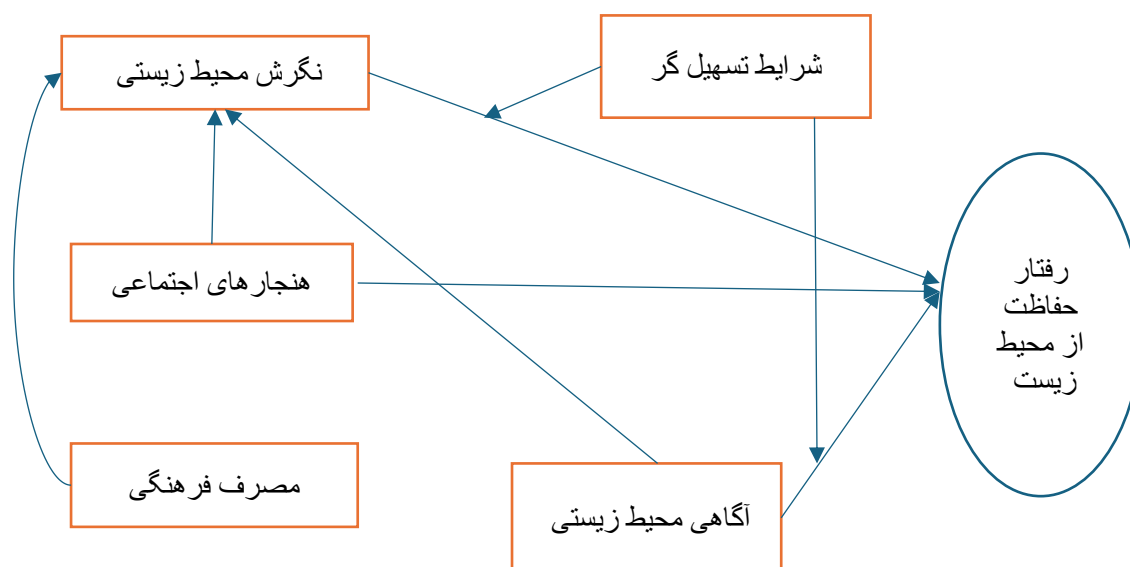 نگرش محیط زیستی
شرایط تسهیل گر
هنجارهای اجتماعی
رفتار
حفاظت
از محیط
زیست
مصرف فرهنگی
آگاهی محیط زیستی